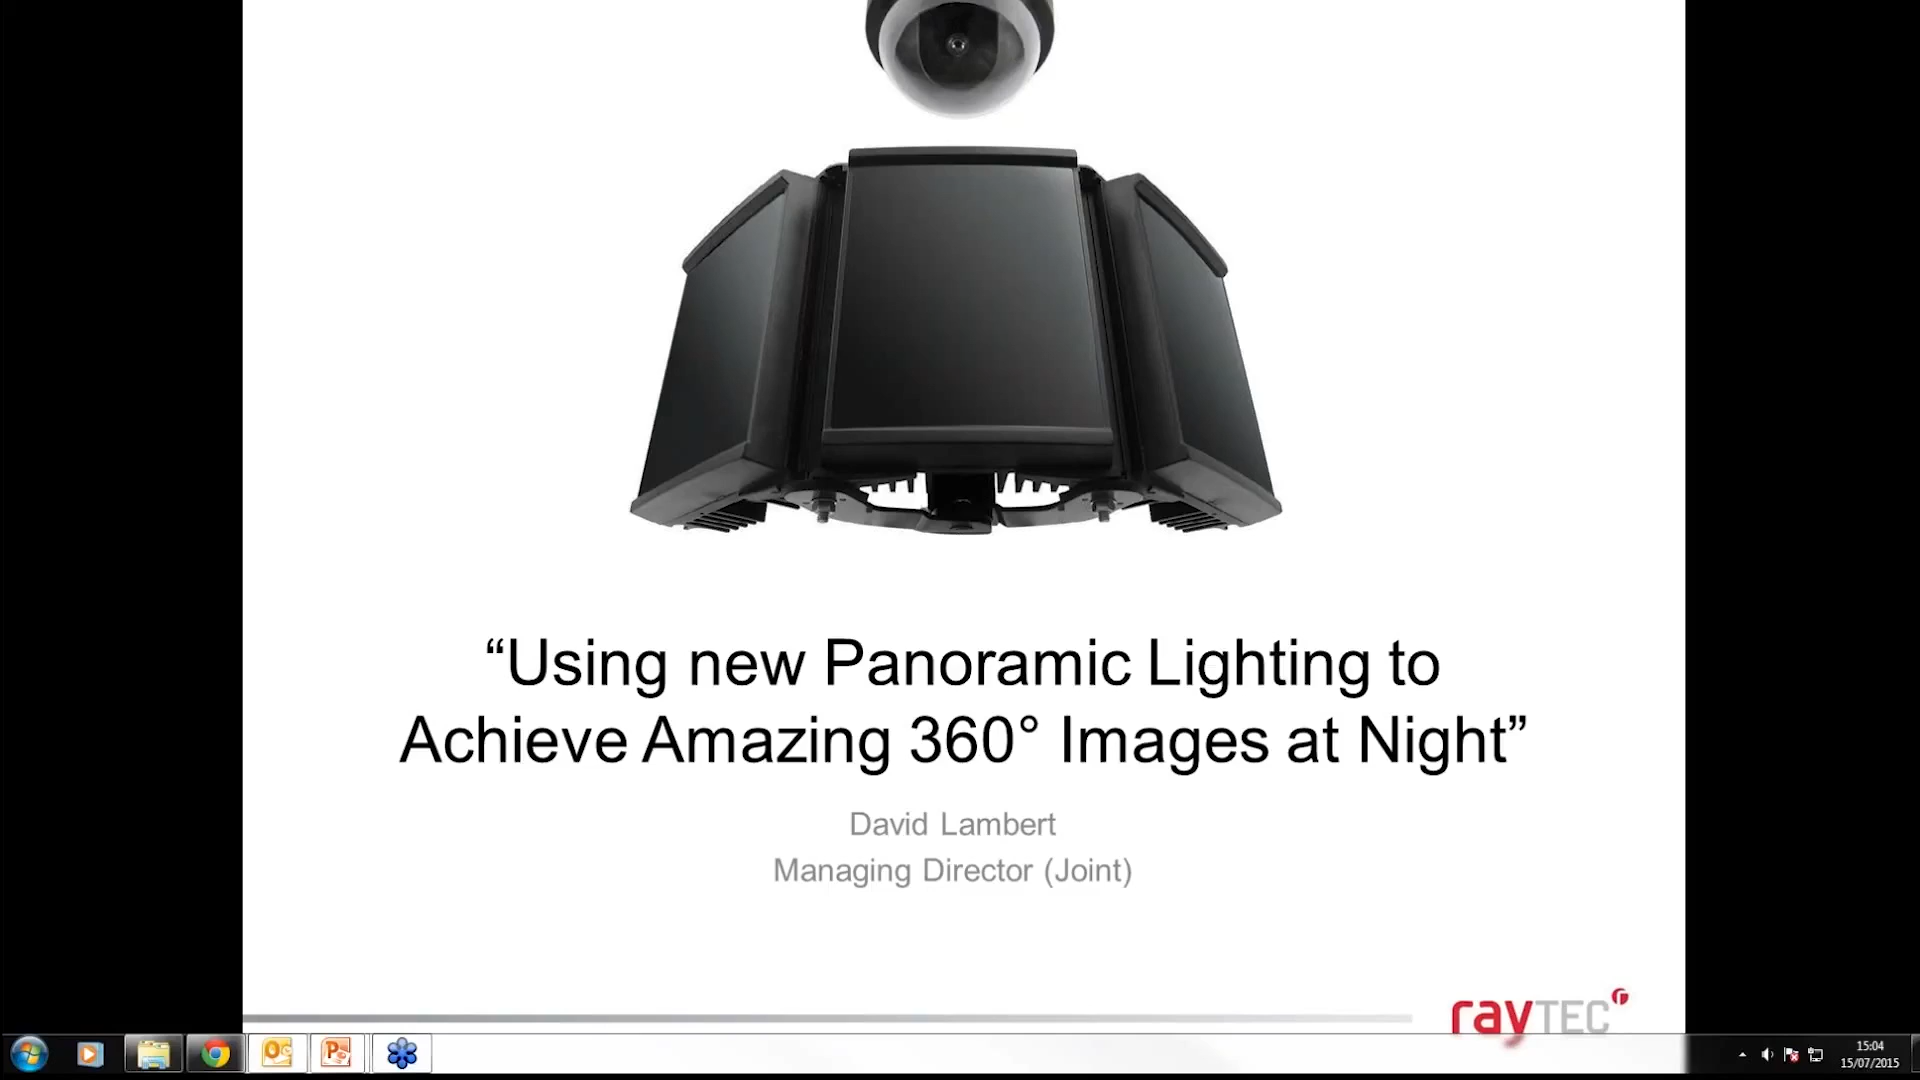 “Using new Panoramic Lighting to
Achieve Amazing 360° Images at Night”
David Lambert
Managing Director (Joint)
rayTEC
15:04
15/07/2015